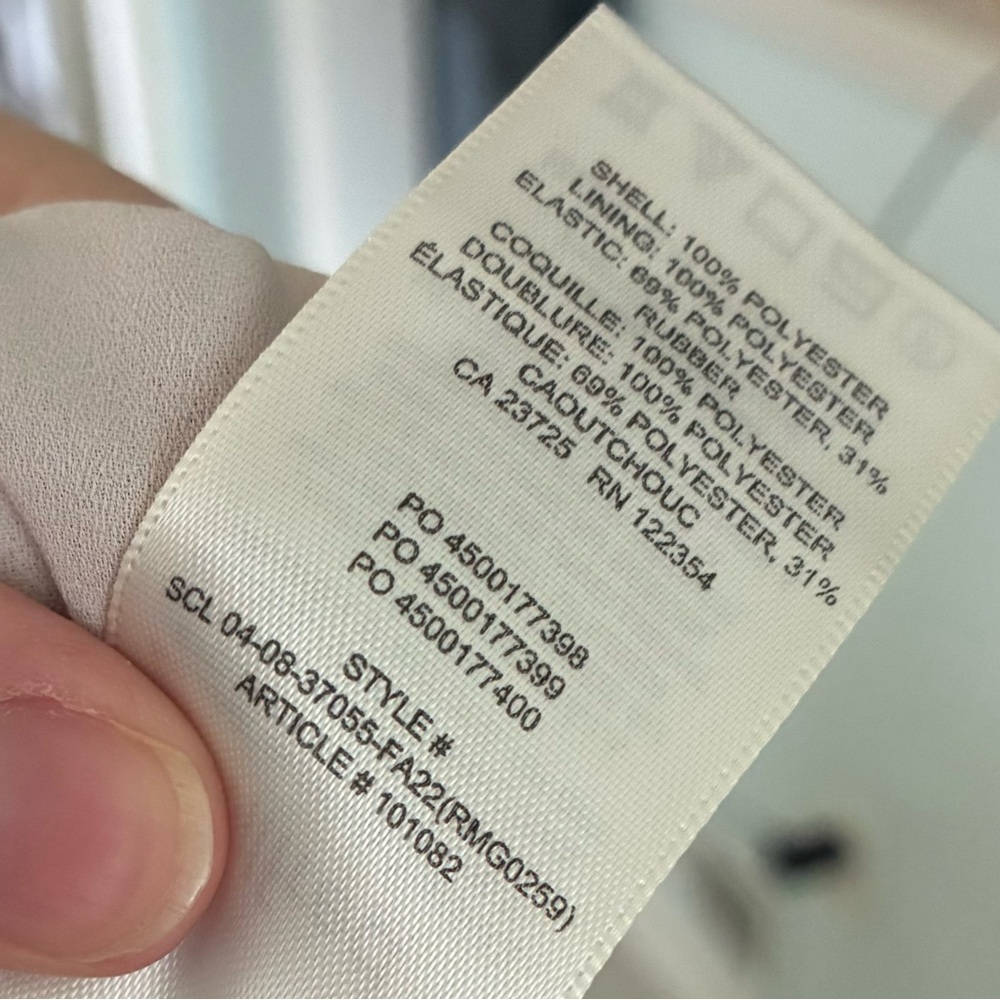 SHELL: 100% POLYESTER
LINING: 100% POLYESTER
ELASTIC: 69% POLYESTER, 31%
RUBBER
COQUILLE: 100% POLYESTER
DOUBLURE: 100% POLYESTER
ÉLASTIQUE: 69% POLYESTER, 31%
CAOUTCHOUC
CA 23725 RN 122354
PO 4500177398
PO 4500177399
PO 4500177400
STYLE #
SCL 04-08-37055-FA22(RMG0259)
ARTICLE # 101082